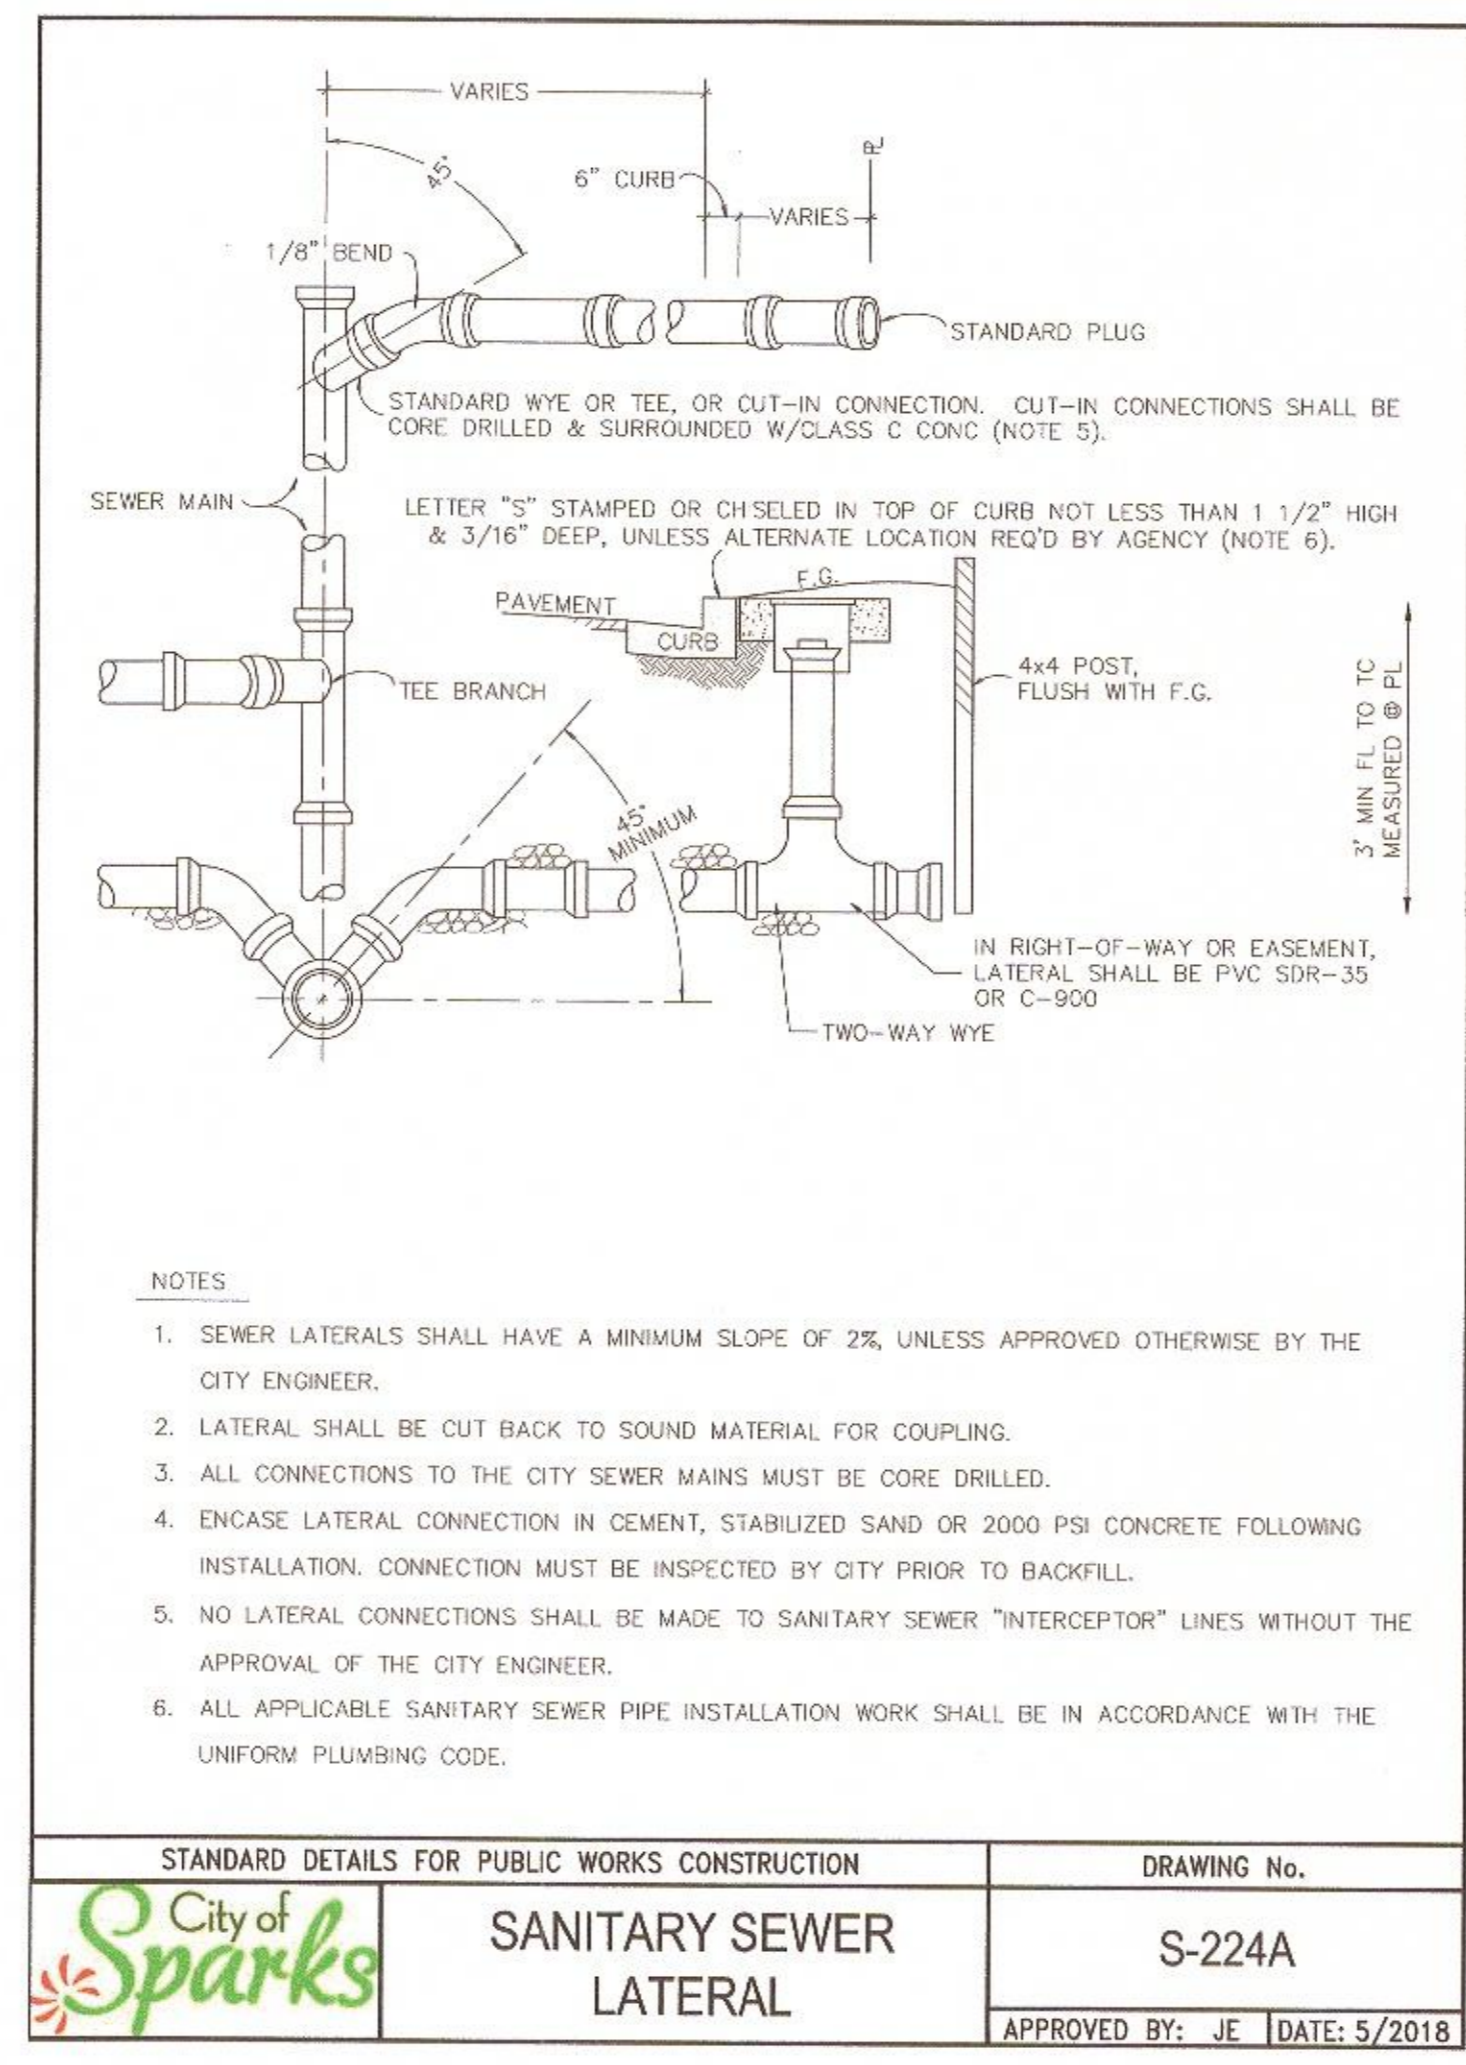 VARIES
45°
6" CURB
PL
VARIES
1/8" BEND
STANDARD PLUG
STANDARD WYE OR TEE, OR CUT-IN CONNECTION. CUT-IN CONNECTIONS SHALL BE
CORE DRILLED & SURROUNDED W/CLASS C CONC (NOTE 5).
SEWER MAIN
LETTER "S" STAMPED OR CHISELED IN TOP OF CURB NOT LESS THAN 1 1/2" HIGH
& 3/16" DEEP, UNLESS ALTERNATE LOCATION REQ'D BY AGENCY (NOTE 6).
F.G.
PAVEMENT
CURB
TEE BRANCH
4x4 POST,
FLUSH WITH F.G.
3' MIN FL TO TC
MEASURED @ PL
45°
MINIMUM
IN RIGHT-OF-WAY OR EASEMENT,
LATERAL SHALL BE PVC SDR-35
OR C-900
TWO-WAY WYE
NOTES
1. SEWER LATERALS SHALL HAVE A MINIMUM SLOPE OF 2%, UNLESS APPROVED OTHERWISE BY THE
CITY ENGINEER.
2. LATERAL SHALL BE CUT BACK TO SOUND MATERIAL FOR COUPLING.
3. ALL CONNECTIONS TO THE CITY SEWER MAINS MUST BE CORE DRILLED.
4. ENCASE LATERAL CONNECTION IN CEMENT, STABILIZED SAND OR 2000 PSI CONCRETE FOLLOWING
INSTALLATION. CONNECTION MUST BE INSPECTED BY CITY PRIOR TO BACKFILL.
5. NO LATERAL CONNECTIONS SHALL BE MADE TO SANITARY SEWER "INTERCEPTOR" LINES WITHOUT THE
APPROVAL OF THE CITY ENGINEER.
6. ALL APPLICABLE SANITARY SEWER PIPE INSTALLATION WORK SHALL BE IN ACCORDANCE WITH THE
UNIFORM PLUMBING CODE.
STANDARD DETAILS FOR PUBLIC WORKS CONSTRUCTION
DRAWING No.
City of
Sparks
SANITARY SEWER
LATERAL
S-224A
APPROVED BY: JE
DATE: 5/2018